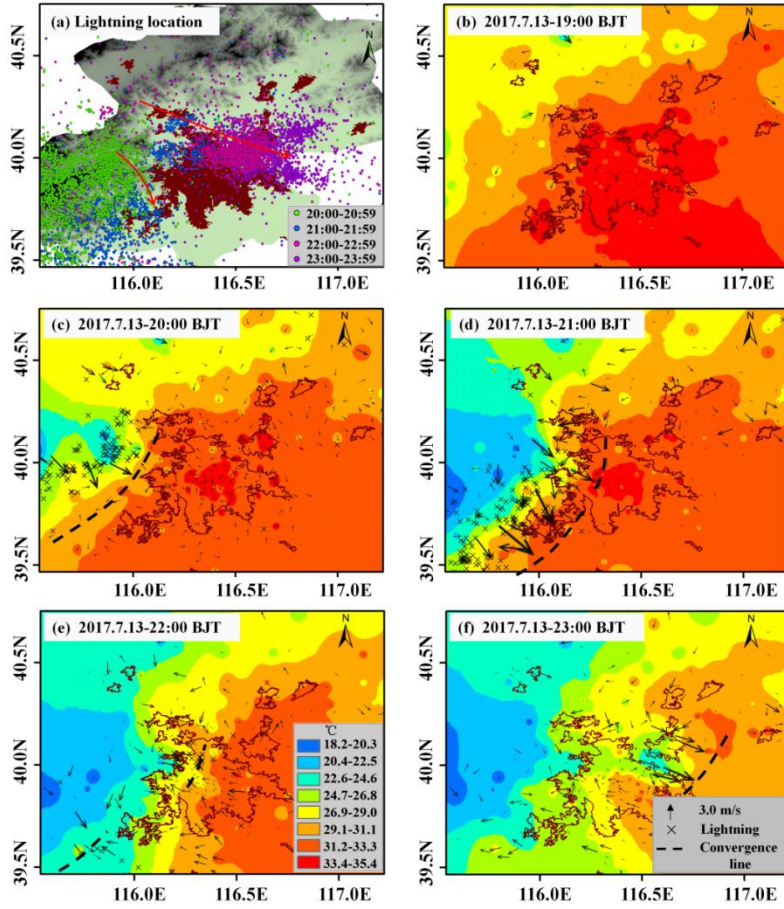 (a) Lightning location
N
40.5N
40.0N
39.5N
116.0E 116.5E 117.0E
20:00-20:59
21:00-21:59
22:00-22:59
23:00-23:59
(b) 2017.7.13-19:00 BJT
N
40.5N
40.0N
39.5N
116.0E 116.5E 117.0E
(c) 2017.7.13-20:00 BJT
N
40.5N
40.0N
39.5N
116.0E 116.5E 117.0E
(d) 2017.7.13-21:00 BJT
N
40.5N
40.0N
39.5N
116.0E 116.5E 117.0E
(e) 2017.7.13-22:00 BJT
N
40.5N
40.0N
39.5N
116.0E 116.5E 117.0E
℃
18.2-20.3
20.4-22.5
22.6-24.6
24.7-26.8
26.9-29.0
29.1-31.1
31.2-33.3
33.4-35.4
(f) 2017.7.13-23:00 BJT
N
40.5N
40.0N
39.5N
116.0E 116.5E 117.0E
3.0 m/s
Lightning
Convergence
line